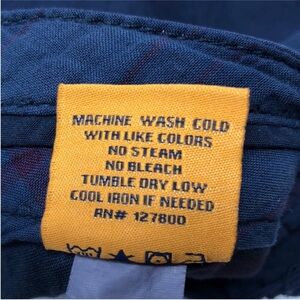 MACHINE WASH COLD
WITH LIKE COLORS
NO STEAM
NO BLEACH
TUMBLE DRY LOW
COOL IRON IF NEEDED
RN# 127800